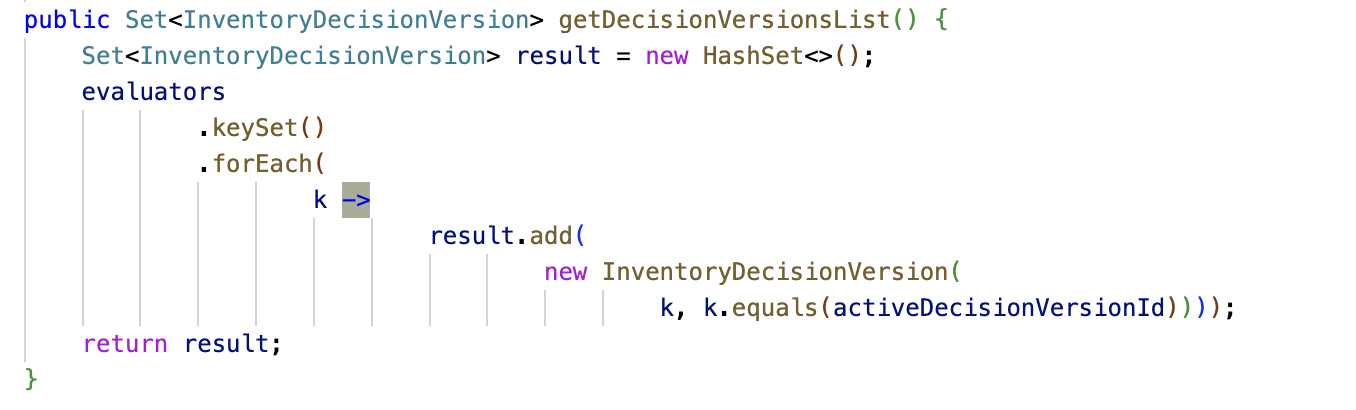 public Set<InventoryDecisionVersion> getDecisionVersionsList() {
    Set<InventoryDecisionVersion> result = new HashSet<>();
    evaluators
            .keySet()
            .forEach(
                    k ->
                            result.add(
                                    new InventoryDecisionVersion(
                                            k, k.equals(activeDecisionVersionId))));
    return result;
}